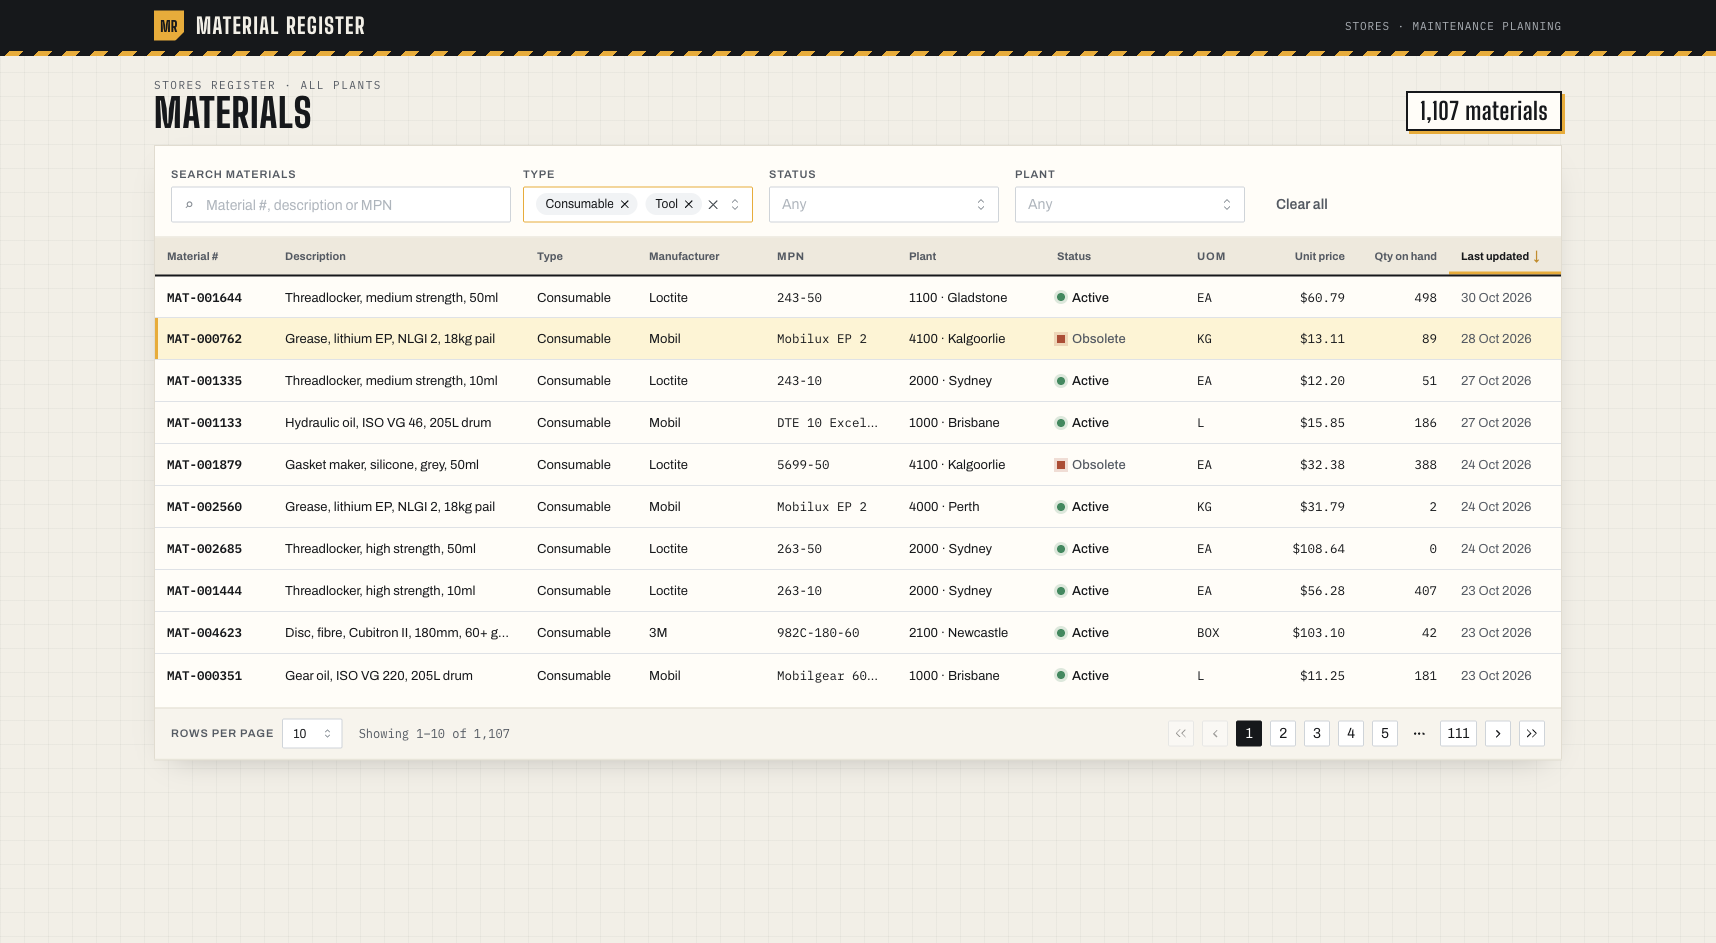 MR MATERIAL REGISTER STORES · MAINTENANCE PLANNING
STORES REGISTER · ALL PLANTS
MATERIALS
1,107 materials
SEARCH MATERIALS TYPE STATUS PLANT
Material #, description or MPN Consumable Tool Any Any Clear all
Material # Description Type Manufacturer MPN Plant Status UOM Unit price Qty on hand Last updated ↓
MAT-001644 Threadlocker, medium strength, 50ml Consumable Loctite 243-50 1100 · Gladstone Active EA $60.79 498 30 Oct 2026
MAT-000762 Grease, lithium EP, NLGI 2, 18kg pail Consumable Mobil Mobilux EP 2 4100 · Kalgoorlie Obsolete KG $13.11 89 28 Oct 2026
MAT-001335 Threadlocker, medium strength, 10ml Consumable Loctite 243-10 2000 · Sydney Active EA $12.20 51 27 Oct 2026
MAT-001133 Hydraulic oil, ISO VG 46, 205L drum Consumable Mobil DTE 10 Excel… 1000 · Brisbane Active L $15.85 186 27 Oct 2026
MAT-001879 Gasket maker, silicone, grey, 50ml Consumable Loctite 5699-50 4100 · Kalgoorlie Obsolete EA $32.38 388 24 Oct 2026
MAT-002560 Grease, lithium EP, NLGI 2, 18kg pail Consumable Mobil Mobilux EP 2 4000 · Perth Active KG $31.79 2 24 Oct 2026
MAT-002685 Threadlocker, high strength, 50ml Consumable Loctite 263-50 2000 · Sydney Active EA $108.64 0 24 Oct 2026
MAT-001444 Threadlocker, high strength, 10ml Consumable Loctite 263-10 2000 · Sydney Active EA $56.28 407 23 Oct 2026
MAT-004623 Disc, fibre, Cubitron II, 180mm, 60+ g… Consumable 3M 982C-180-60 2100 · Newcastle Active BOX $103.10 42 23 Oct 2026
MAT-000351 Gear oil, ISO VG 220, 205L drum Consumable Mobil Mobilgear 60… 1000 · Brisbane Active L $11.25 181 23 Oct 2026
ROWS PER PAGE 10 Showing 1–10 of 1,107 1 2 3 4 5 … 111